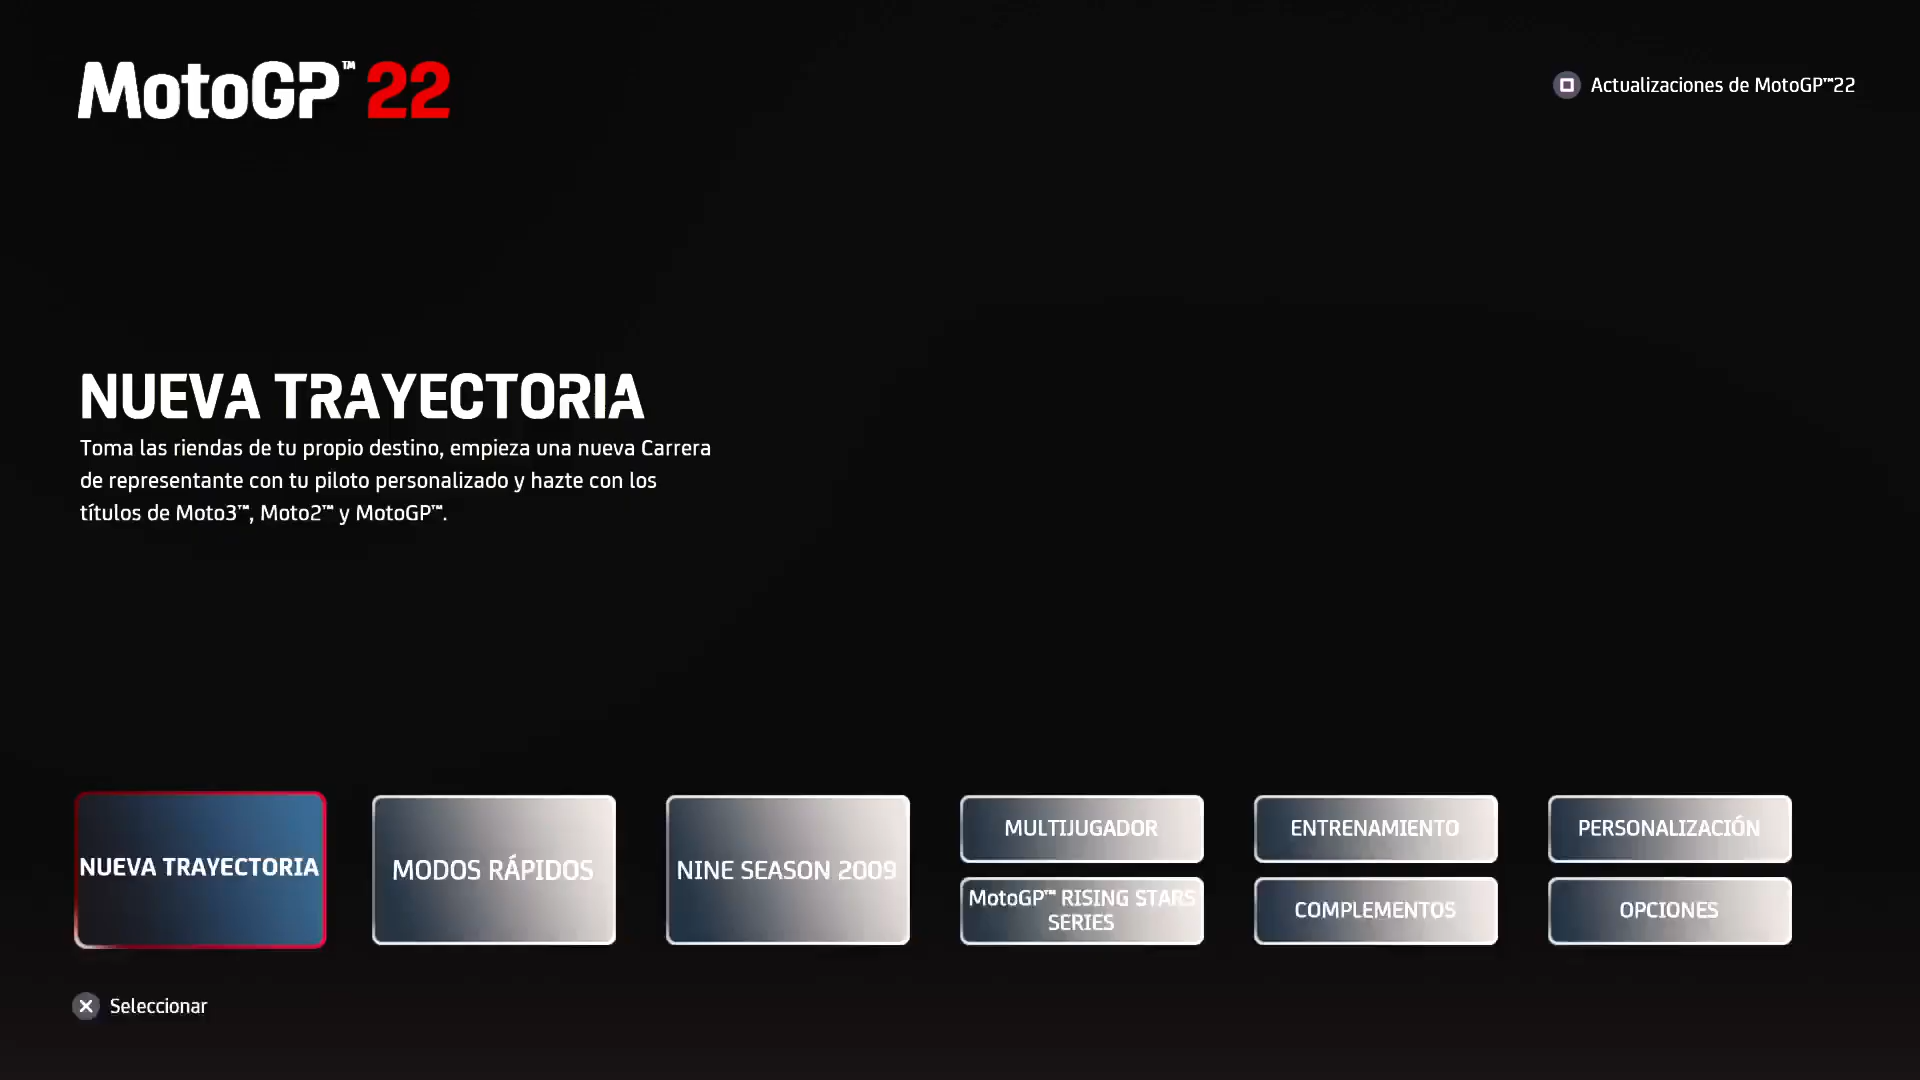 MotoGP™ 22
Actualizaciones de MotoGP™22
NUEVA TRAYECTORIA
Toma las riendas de tu propio destino, empieza una nueva Carrera
de representante con tu piloto personalizado y hazte con los
títulos de Moto3™, Moto2™ y MotoGP™.
NUEVA TRAYECTORIA
MODOS RÁPIDOS
NINE SEASON 2009
MULTIJUGADOR
MotoGP™ RISING STARS
SERIES
ENTRENAMIENTO
COMPLEMENTOS
PERSONALIZACIÓN
OPCIONES
Seleccionar